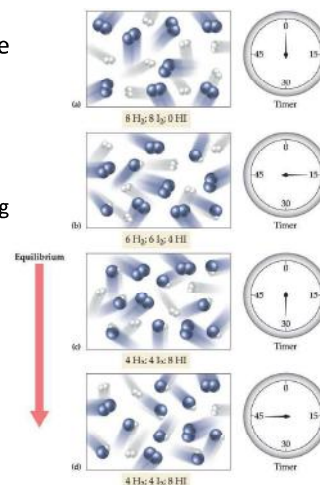 e
0
45
15
30
(a)
Timer
8 H₂; 8 I₂; 0 HI
0
45
15
g
30
(b)
Timer
6 H₂; 6 I₂; 4 HI
Equilibrium
0
45
15
30
(c)
Timer
4 H₂; 4 I₂; 8 HI
0
45
15
30
(d)
Timer
4 H₂; 4 I₂; 8 HI